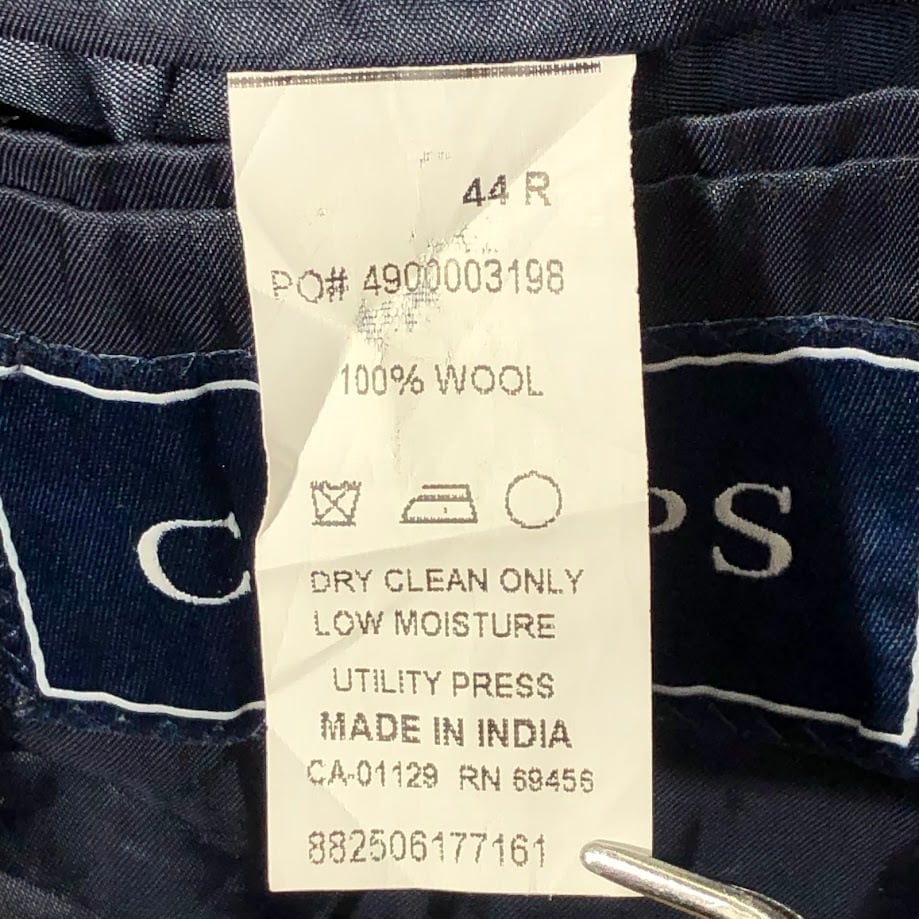 44 R
PO# 4900003198
100% WOOL
C PS
DRY CLEAN ONLY
LOW MOISTURE
UTILITY PRESS
MADE IN INDIA
CA-01129 RN 69456
882506177161